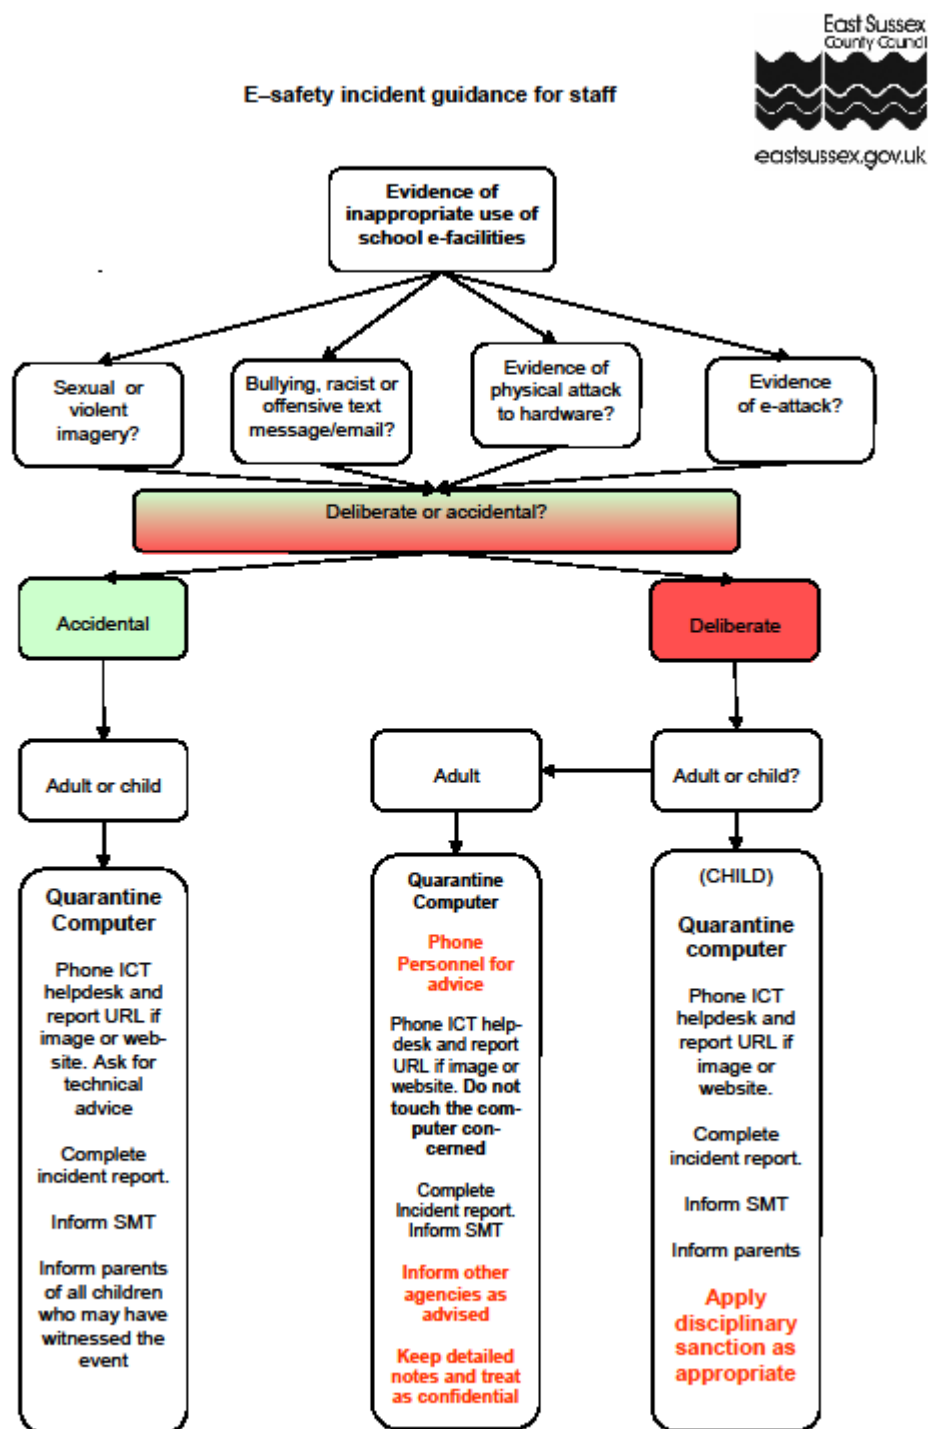 East Sussex
County Council
eastsussex.gov.uk
E–safety incident guidance for staff
Evidence of
inappropriate use of
school e-facilities
Sexual or
violent
imagery?
Bullying, racist or
offensive text
message/email?
Evidence of
physical attack
to hardware?
Evidence
of e-attack?
Deliberate or accidental?
Accidental
Deliberate
Adult or child
Adult
Adult or child?
Quarantine
Computer
Phone ICT
helpdesk and
report URL if
image or web-
site. Ask for
technical
advice
Complete
incident report.
Inform SMT
Inform parents
of all children
who may have
witnessed the
event
Quarantine
Computer
Phone
Personnel for
advice
Phone ICT help-
desk and report
URL if image or
website. Do not
touch the com-
puter con-
cerned
Complete
Incident report.
Inform SMT
Inform other
agencies as
advised
Keep detailed
notes and treat
as confidential
(CHILD)
Quarantine
computer
Phone ICT
helpdesk and
report URL if
image or
website.
Complete
incident report.
Inform SMT
Inform parents
Apply
disciplinary
sanction as
appropriate